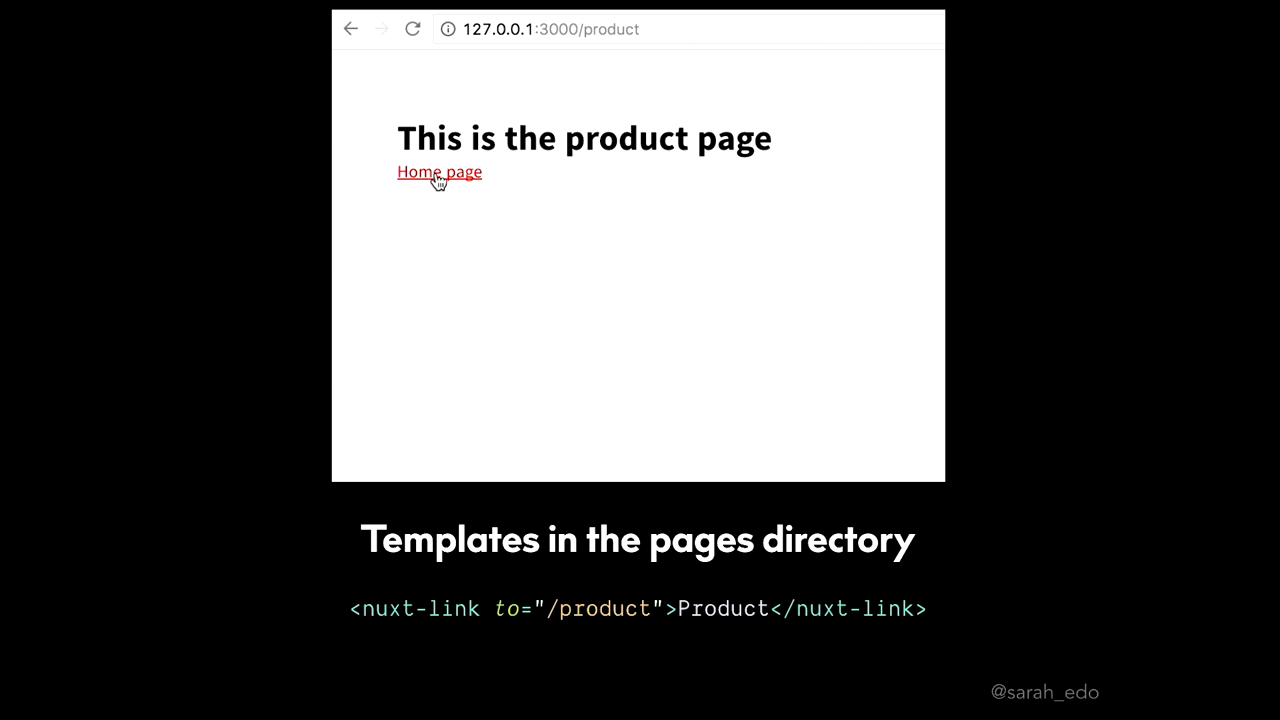 127.0.0.1:3000/product
This is the product page
Home page
Templates in the pages directory
<nuxt-link to="/product">Product</nuxt-link>
@sarah_edo